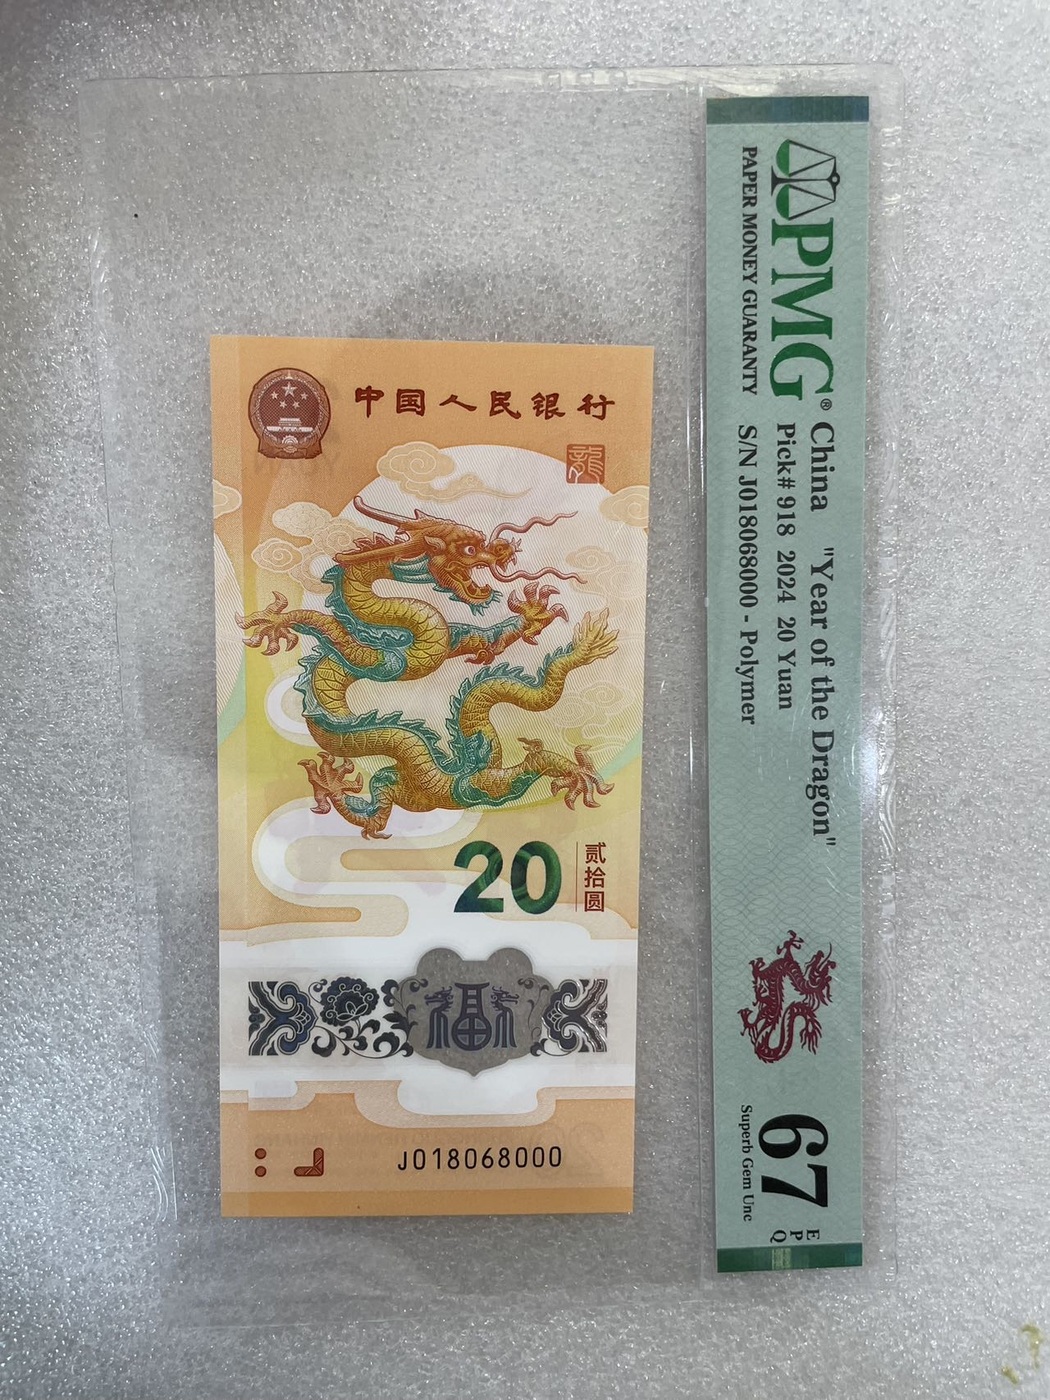 中国人民银行
龍
20
贰拾圆
福
J018068000
PMG®
PAPER MONEY GUARANTY
China "Year of the Dragon"
Pick# 918 2024 20 Yuan
S/N J018068000 - Polymer
67
EPQ
Superb Gem Unc